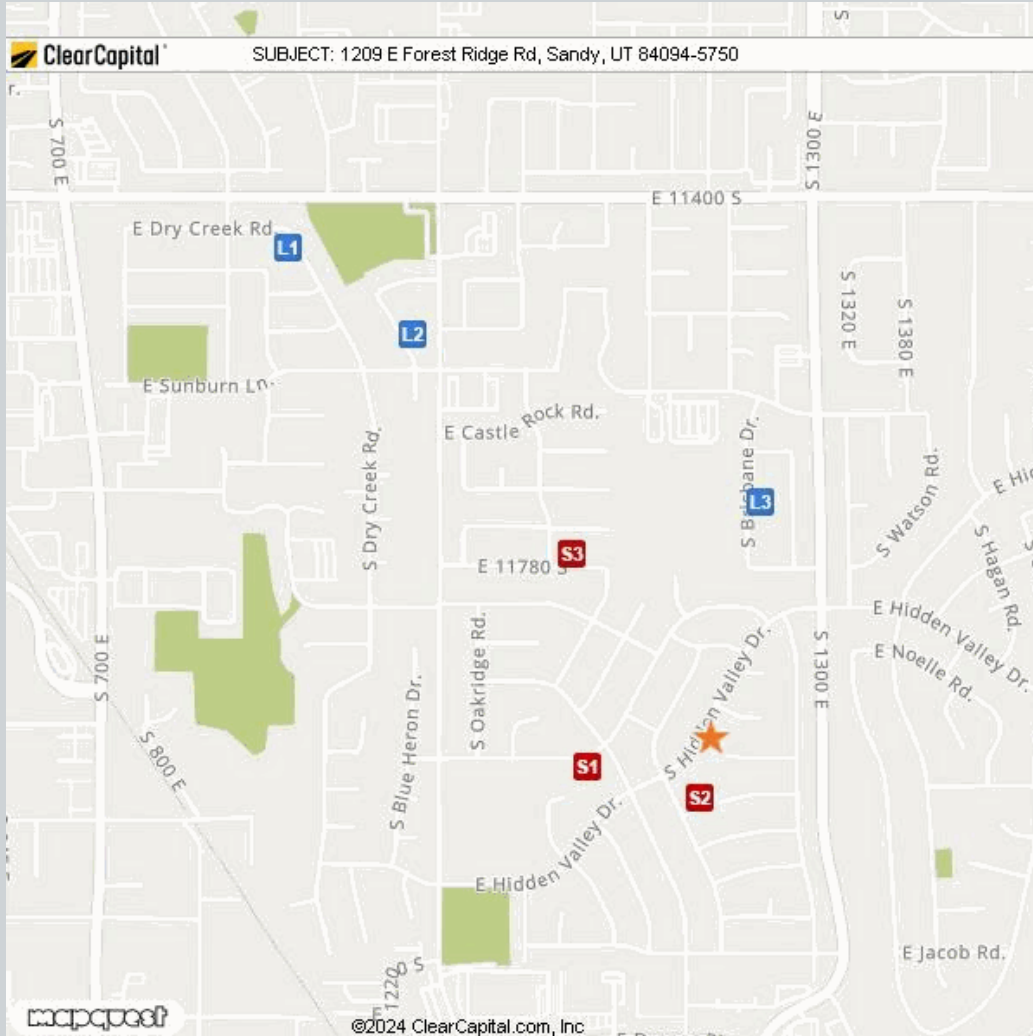 S
ClearCapital
SUBJECT: 1209 E Forest Ridge Rd, Sandy, UT 84094-5750
r.
S 700 E
S 1300 E
E 11400 S
E Dry Creek Rd.
L1
S 1320 E
S 1380 E
L2
E Sunburn Ln.
E Castle Rock Rd.
S Dry Creek Rd.
S Brisbane Dr.
L3
S Watson Rd.
E Hid
S Hagan Rd.
S3
E 11780 S
S Oakridge Rd.
S 700 E
E Hidden Valley Dr.
S 1300 E
E Noelle Rd.
S Hidden Valley Dr.
S Blue Heron Dr.
S 800 E
S1
S2
E Hidden Valley Dr.
E Jacob Rd.
E 1220 0 S
mapquest
©2024 ClearCapital.com, Inc